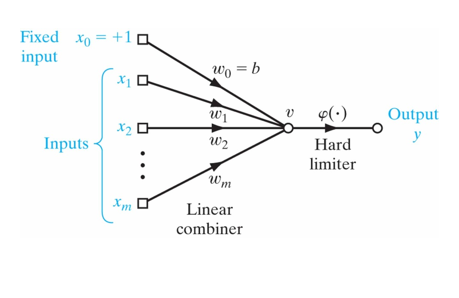 Fixed x₀ = +1
input
w₀ = b
x₁
w₁
v φ(·) Output
y
x₂
w₂
Inputs
Hard
limiter
wₘ
xₘ
Linear
combiner